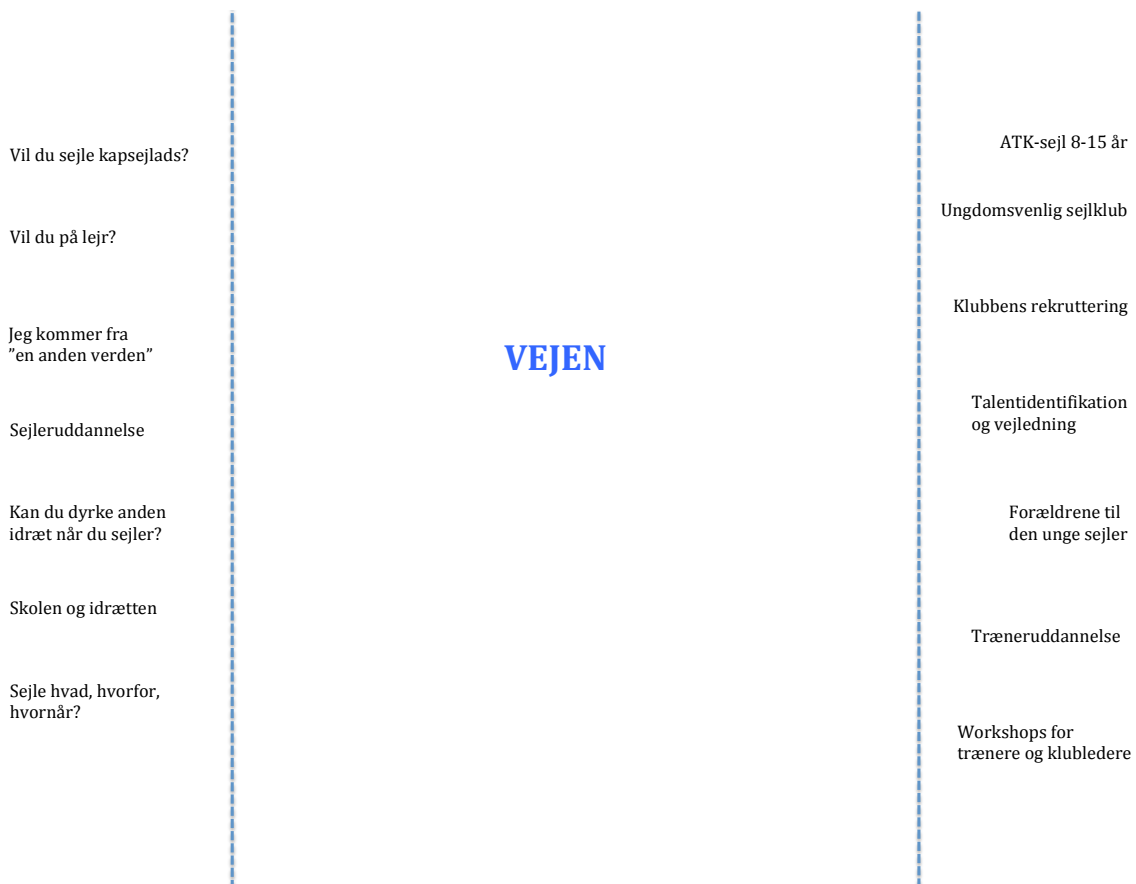 Vil du sejle kapsejlads?
Vil du på lejr?
Jeg kommer fra
”en anden verden”
Sejleruddannelse
Kan du dyrke anden
idræt når du sejler?
Skolen og idrætten
Sejle hvad, hvorfor,
hvornår?
VEJEN
ATK-sejl 8-15 år
Ungdomsvenlig sejlklub
Klubbens rekruttering
Talentidentifikation
og vejledning
Forældrene til
den unge sejler
Træneruddannelse
Workshops for
trænere og klubledere